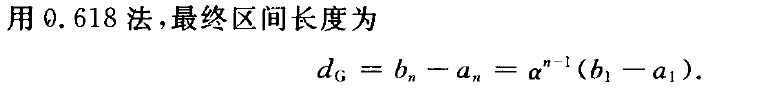 用 0.618 法,最终区间长度为
d_G = b_n − a_n = α^{n−1}(b_1 − a_1).